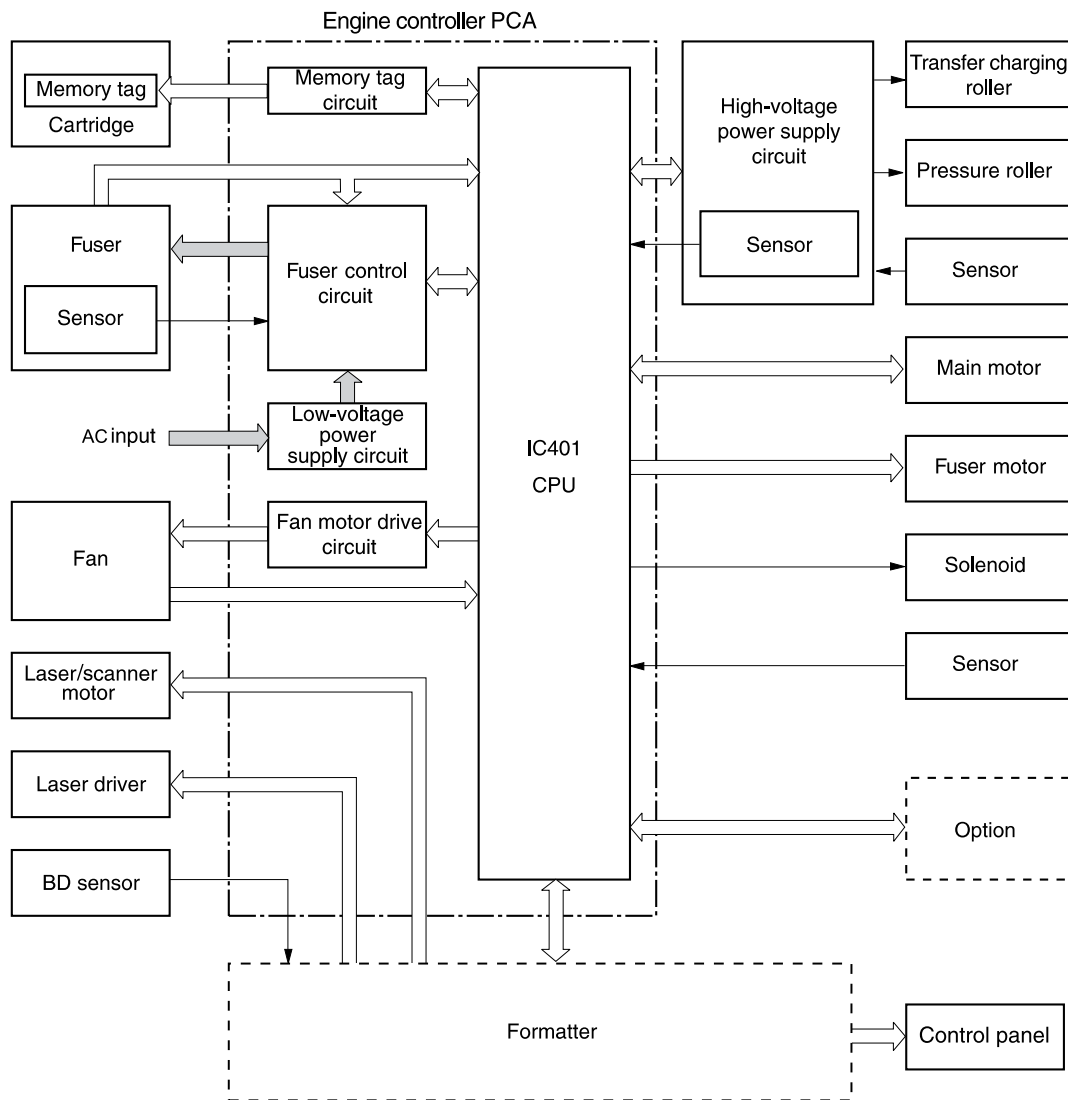 Engine controller PCA
Memory tag
Cartridge
Memory tag
circuit
High-voltage
power supply
circuit
Sensor
Transfer charging
roller
Pressure roller
Sensor
Fuser
Sensor
Fuser control
circuit
AC input
Low-voltage
power
supply circuit
IC401
CPU
Main motor
Fuser motor
Fan
Fan motor drive
circuit
Solenoid
Sensor
Laser/scanner
motor
Laser driver
BD sensor
Option
Formatter
Control panel